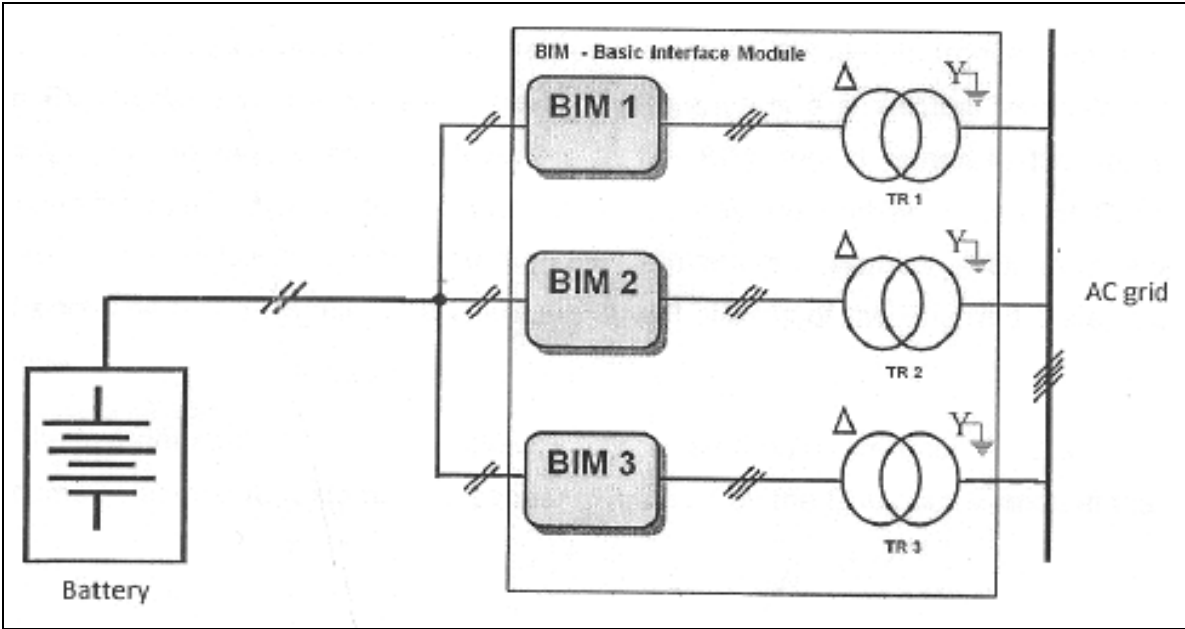 BIM - Basic Interface Module
BIM 1
Δ
Y
TR 1
BIM 2
Δ
Y
TR 2
AC grid
BIM 3
Δ
Y
TR 3
Battery